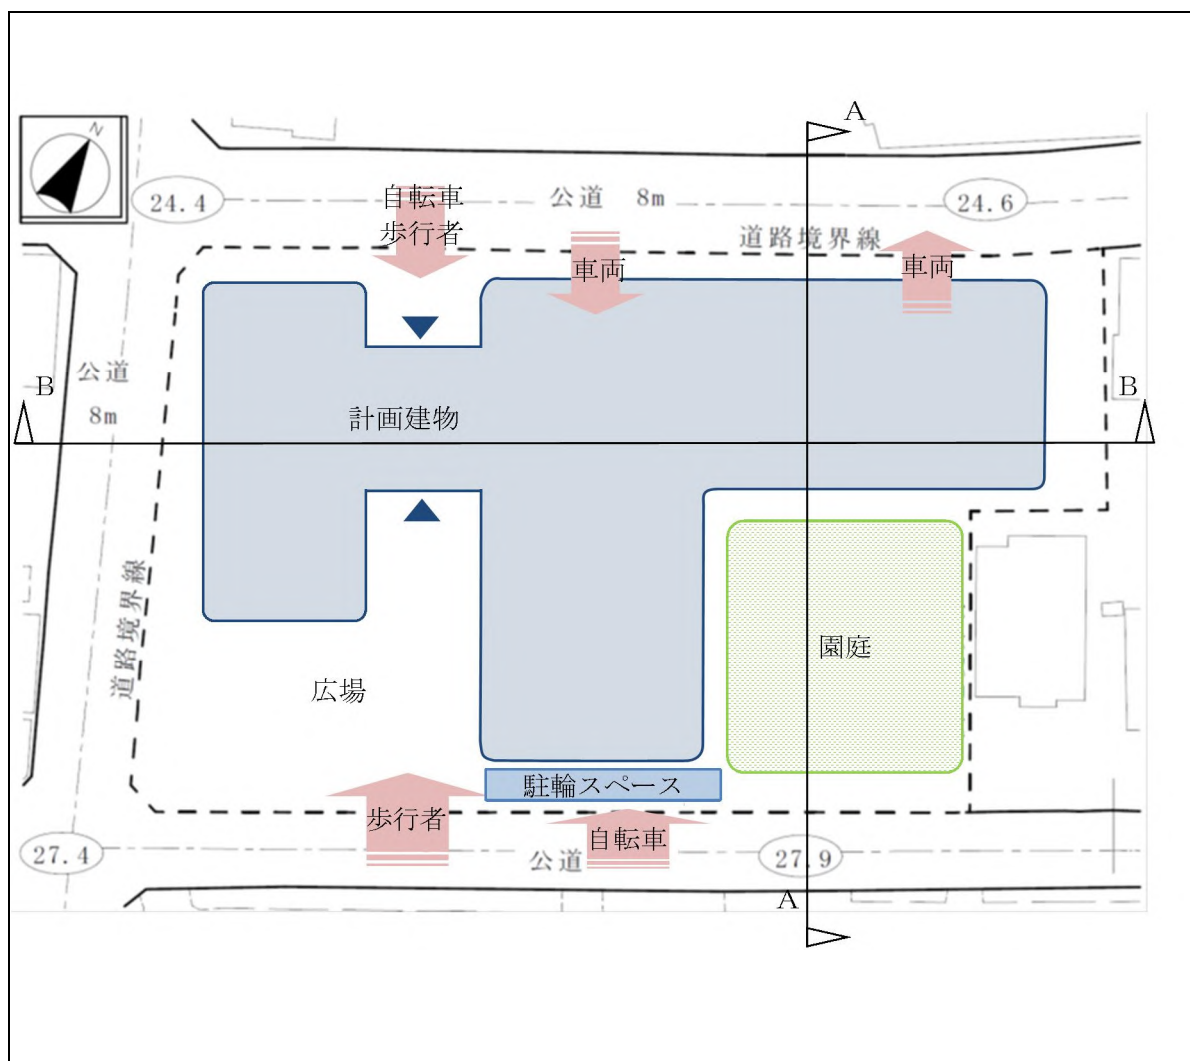 A
N
自転車
歩行者
24.4
公道 8m
24.6
道路境界線
車両
車両
公道
8m
B
B
計画建物
道路境界線
園庭
広場
駐輪スペース
歩行者
自転車
27.4
公道
27.9
A